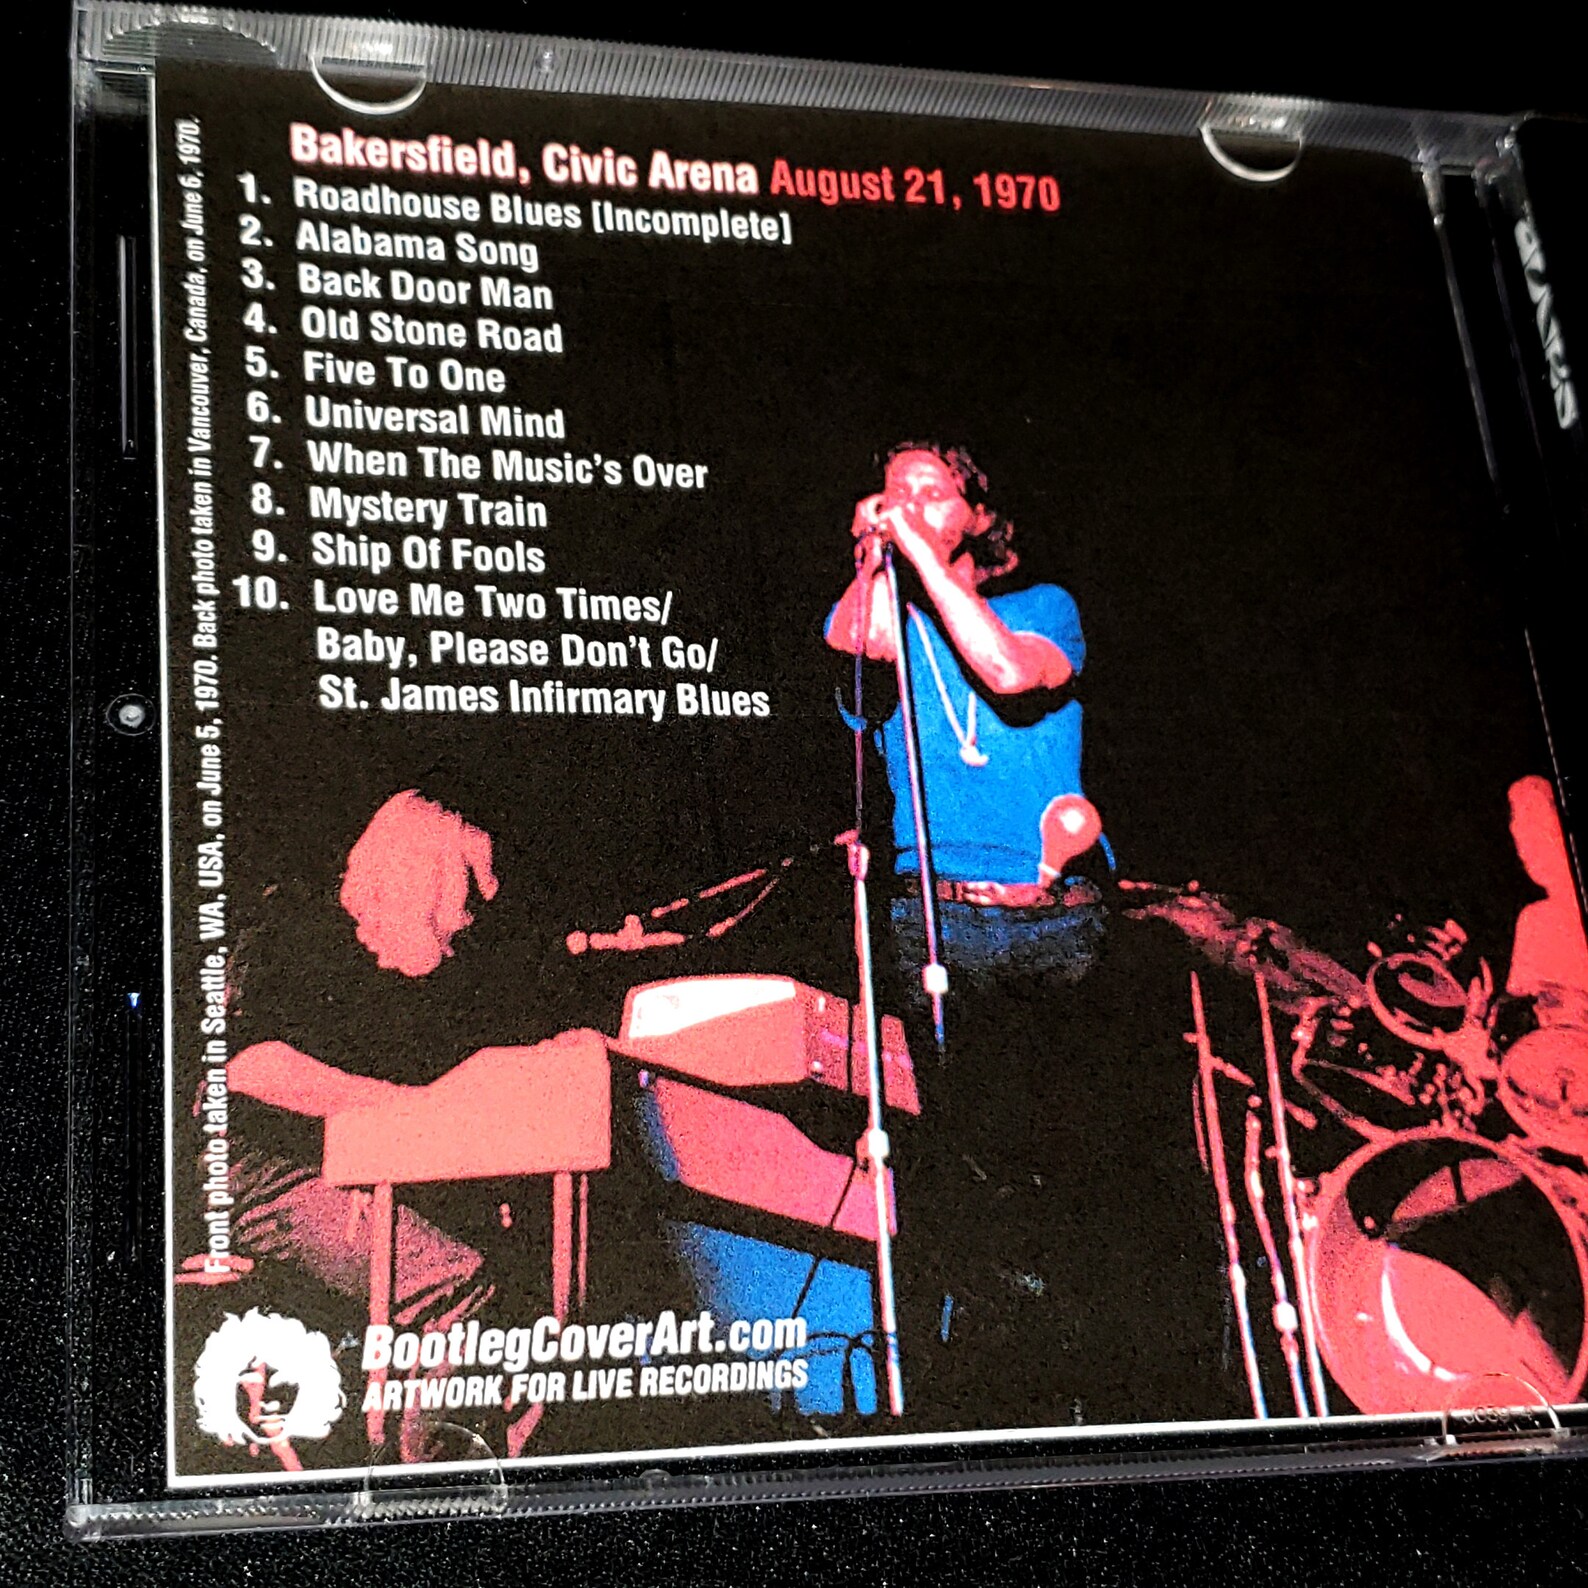 Bakersfield, Civic Arena August 21, 1970
1. Roadhouse Blues [Incomplete]
2. Alabama Song
3. Back Door Man
4. Old Stone Road
5. Five To One
6. Universal Mind
7. When The Music's Over
8. Mystery Train
9. Ship Of Fools
10. Love Me Two Times/
Baby, Please Don't Go/
St. James Infirmary Blues
Front photo taken in Seattle, WA, USA, on June 5, 1970. Back photo taken in Vancouver, Canada, on June 6, 1970.
BootlegCoverArt.com
ARTWORK FOR LIVE RECORDINGS